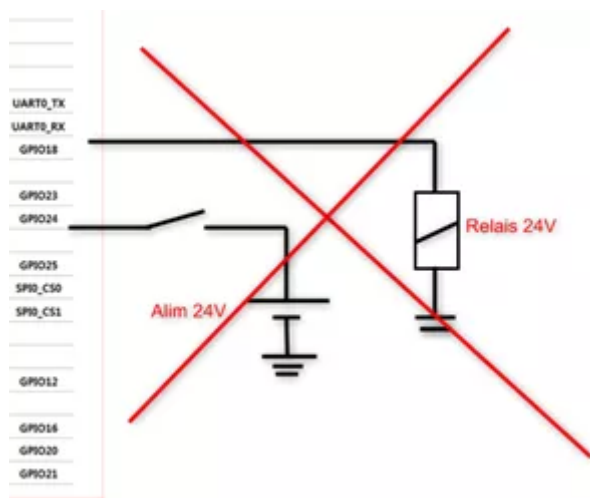 UART0_TX
UART0_RX
GPIO18
GPIO23
GPIO24
GPIO25
SPI0_CS0
SPI0_CS1
GPIO12
GPIO16
GPIO20
GPIO21
Relais 24V
Alim 24V